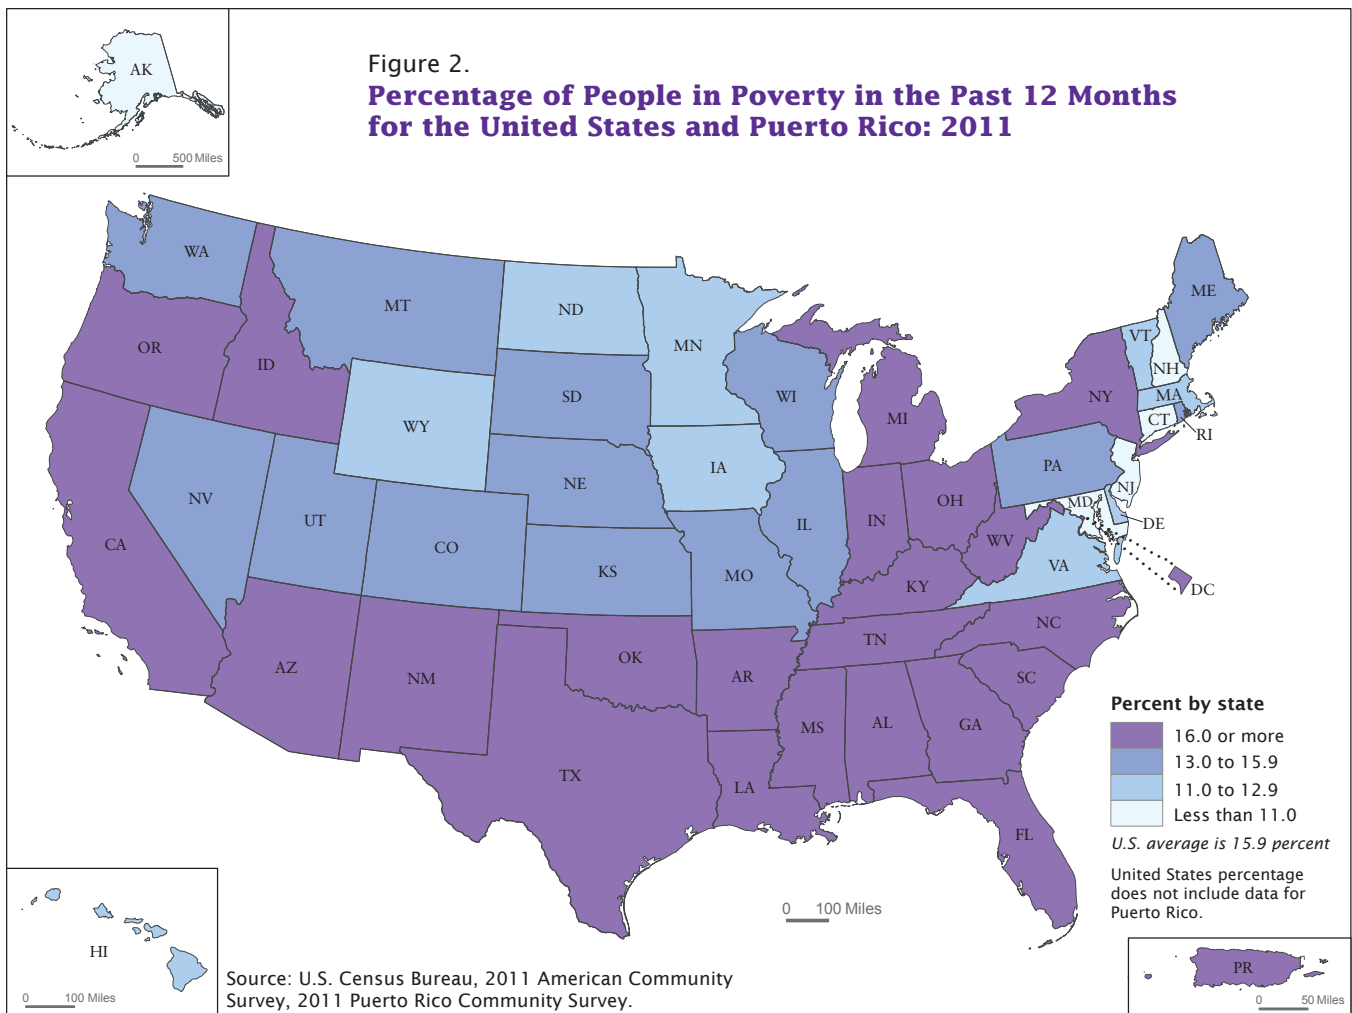 AK
0 500 Miles
Figure 2.
Percentage of People in Poverty in the Past 12 Months
for the United States and Puerto Rico: 2011
WA
MT
ND
MN
OR
ID
SD
WI
WY
MI
NY
VT
NH
ME
MA
CT
RI
NV
UT
CO
NE
IA
IL
IN
OH
PA
NJ
MD
DE
CA
KS
MO
KY
WV
VA
DC
AZ
NM
OK
AR
TN
NC
SC
TX
LA
MS
AL
GA
FL
Percent by state
16.0 or more
13.0 to 15.9
11.0 to 12.9
Less than 11.0
U.S. average is 15.9 percent
United States percentage
does not include data for
Puerto Rico.
0 100 Miles
HI
0 100 Miles
Source: U.S. Census Bureau, 2011 American Community
Survey, 2011 Puerto Rico Community Survey.
PR
0 50 Miles